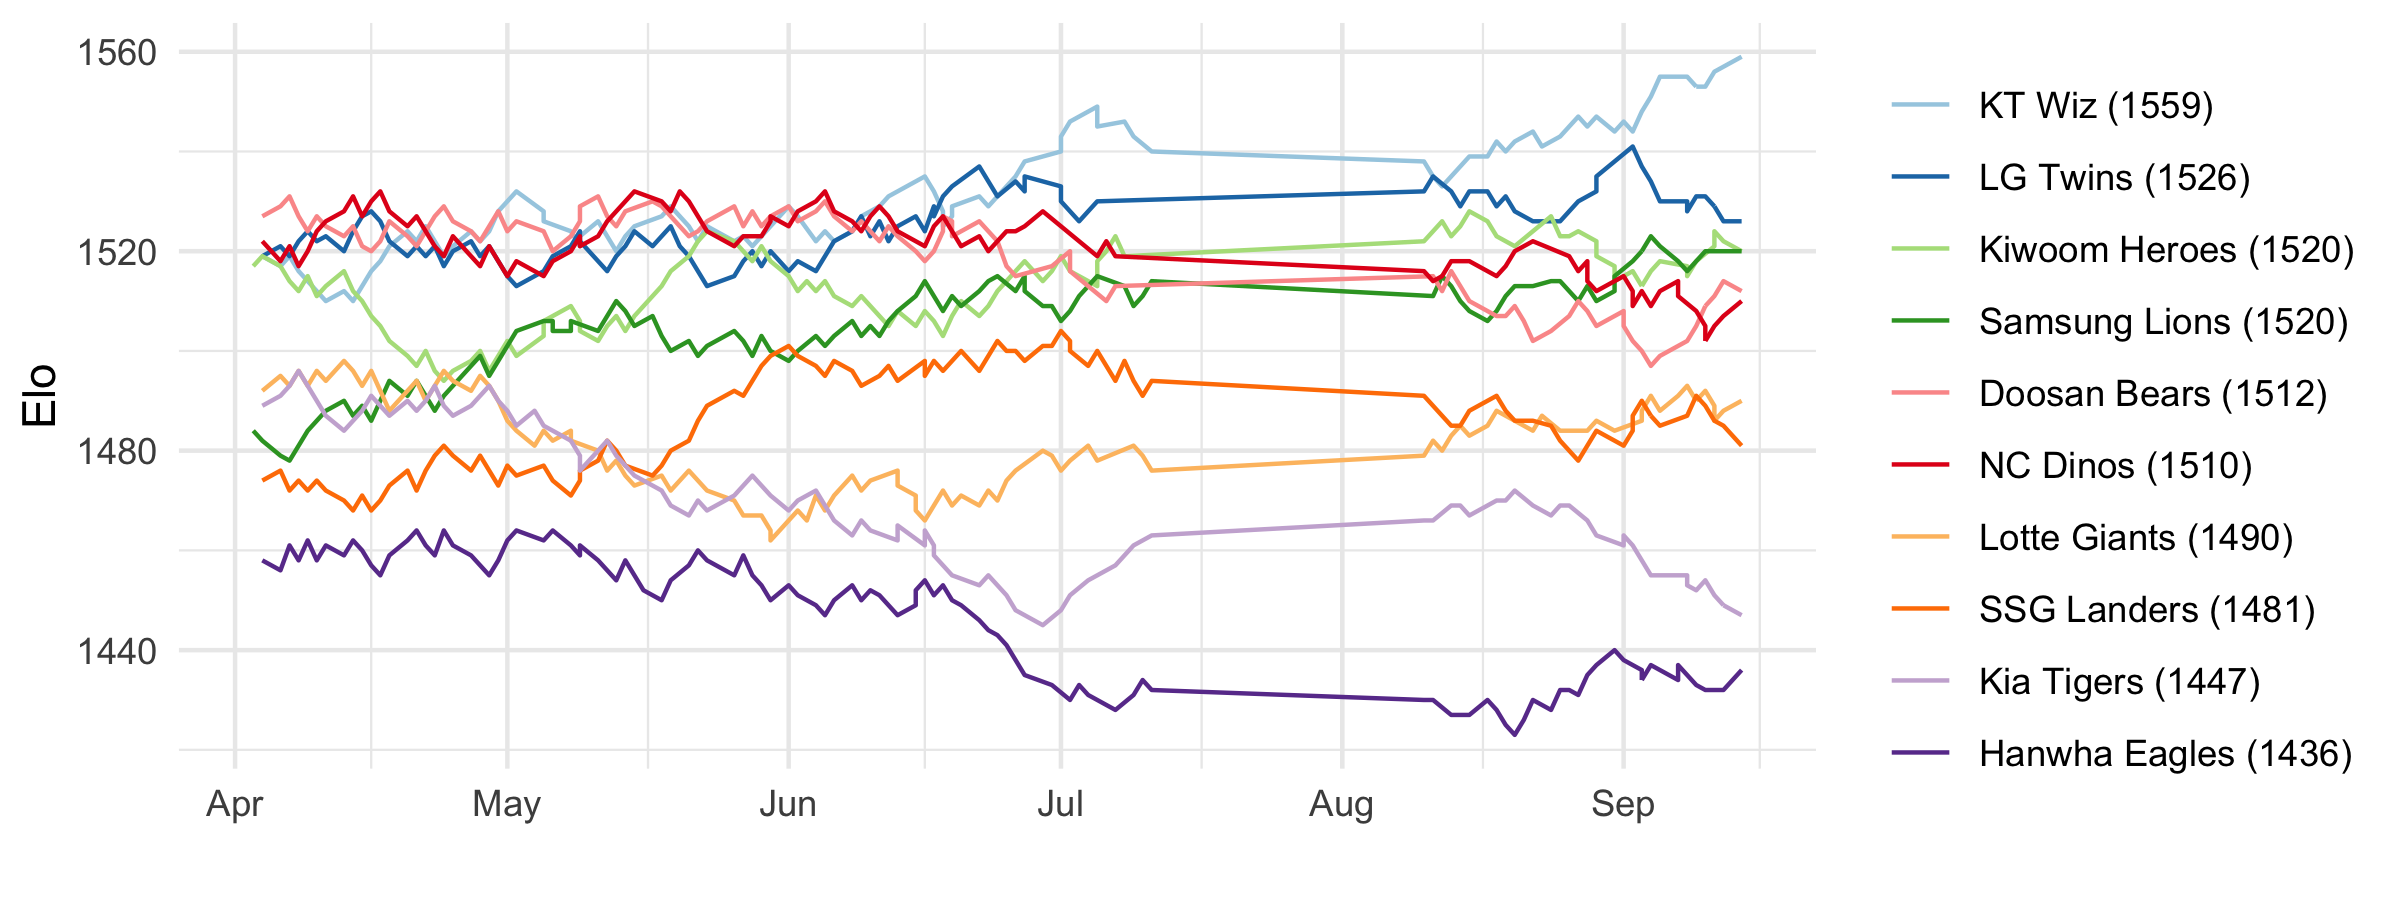 1560
1520
1480
1440
Elo
Apr May Jun Jul Aug Sep
KT Wiz (1559)
LG Twins (1526)
Kiwoom Heroes (1520)
Samsung Lions (1520)
Doosan Bears (1512)
NC Dinos (1510)
Lotte Giants (1490)
SSG Landers (1481)
Kia Tigers (1447)
Hanwha Eagles (1436)